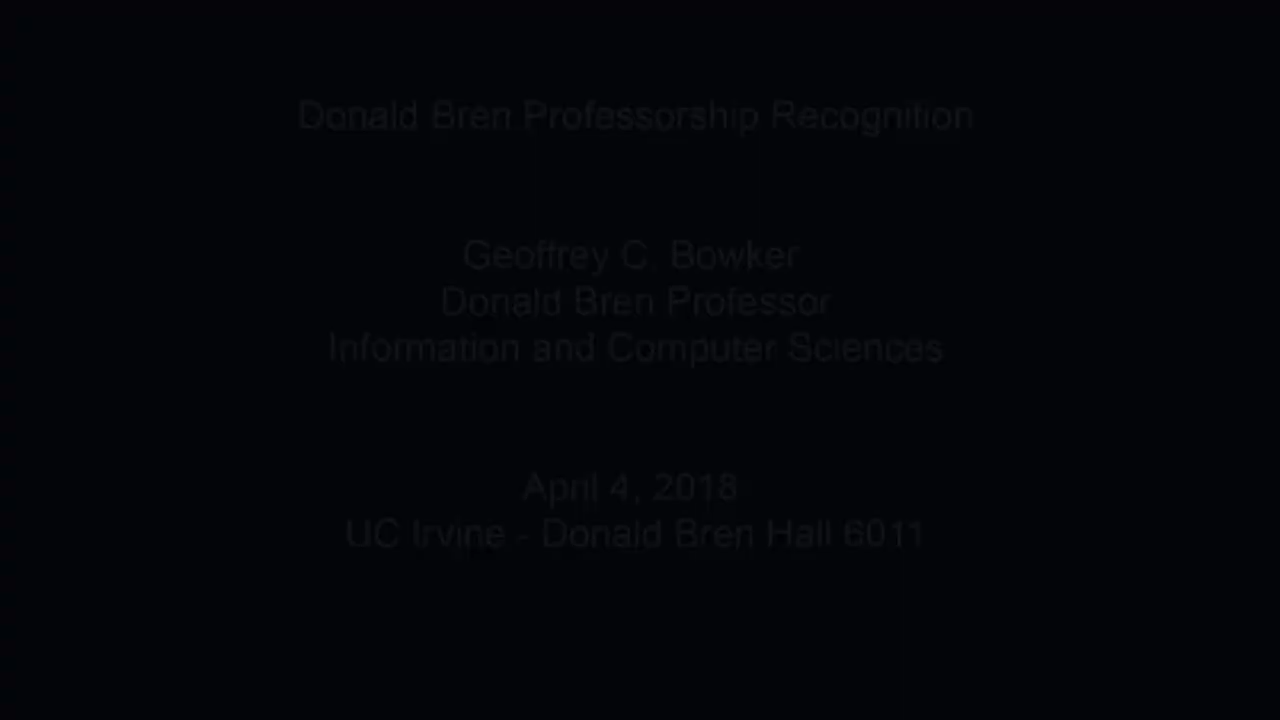 Donald Bren Professorship Recognition
Geoffrey C. Bowker
Donald Bren Professor
Information and Computer Sciences
April 4, 2018
UC Irvine - Donald Bren Hall 6011